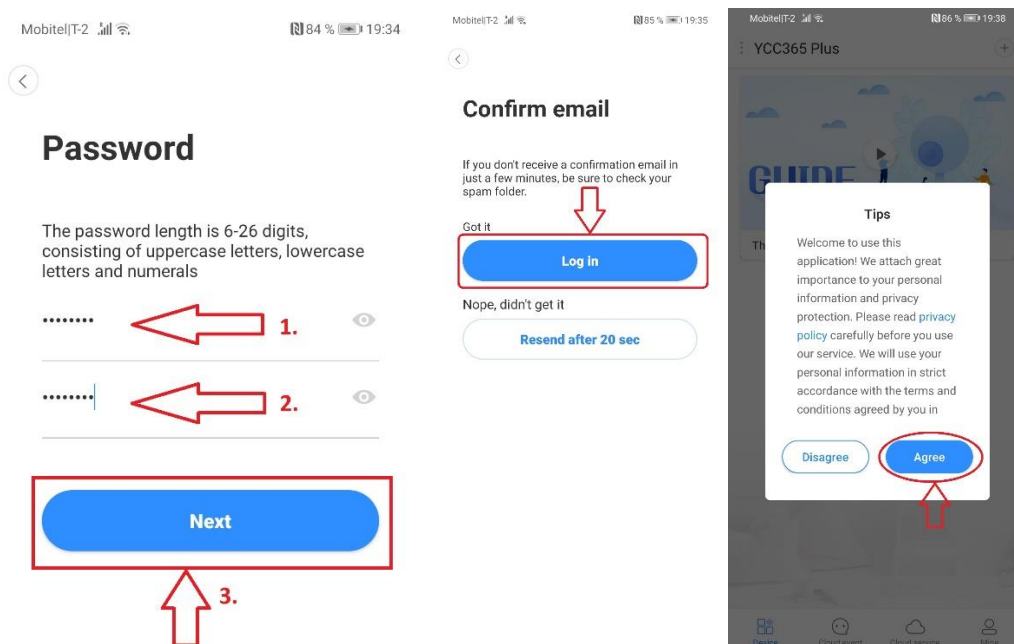 Mobitel|T-2 84 % 19:34
Password
The password length is 6-26 digits,
consisting of uppercase letters, lowercase
letters and numerals
•••••••• 1.
•••••••• 2.
Next
3.
Mobitel|T-2 85 % 19:35
Confirm email
If you don't receive a confirmation email in
just a few minutes, be sure to check your
spam folder.
Got it
Log in
Nope, didn't get it
Resend after 20 sec
Mobitel|T-2 86 % 19:38
YCC365 Plus
GUIDE
Th
Tips
Welcome to use this
application! We attach great
importance to your personal
information and privacy
protection. Please read privacy
policy carefully before you use
our service. We will use your
personal information in strict
accordance with the terms and
conditions agreed by you in
Disagree Agree
Device Cloud event Cloud service Mine